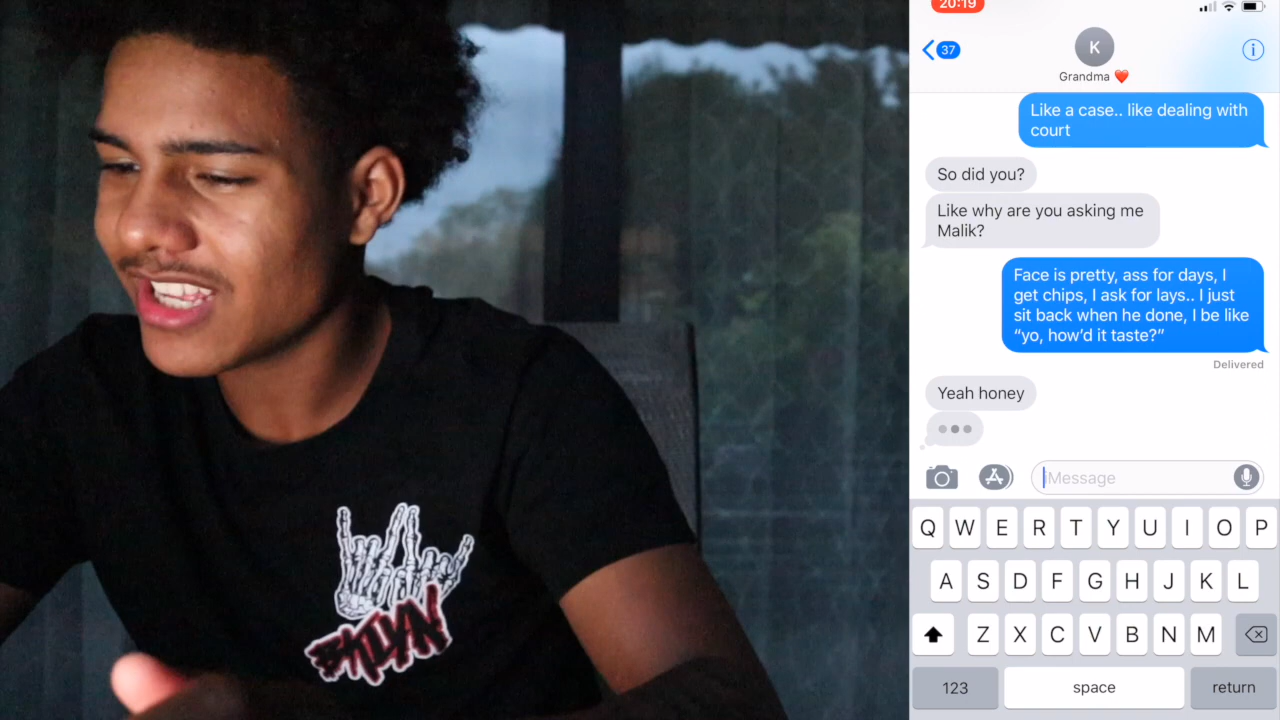 20:19
37
K
Grandma ❤️
Like a case.. like dealing with
court
So did you?
Like why are you asking me
Malik?
Face is pretty, ass for days, I
get chips, I ask for lays.. I just
sit back when he done, I be like
“yo, how’d it taste?”
Delivered
Yeah honey
iMessage
Q W E R T Y U I O P
A S D F G H J K L
Z X C V B N M
123 space return
BKLYN